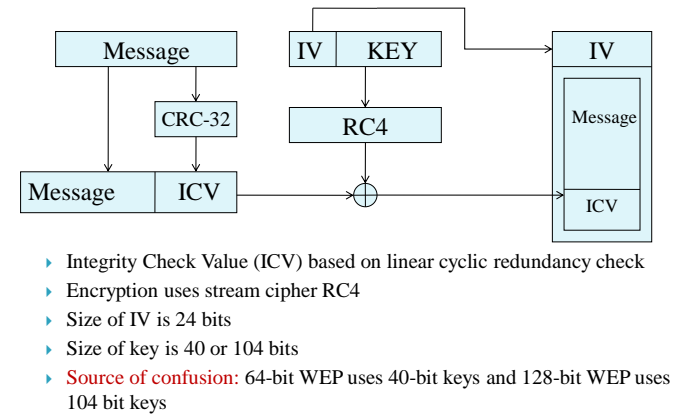 Message
IV KEY
IV
CRC-32
RC4
Message
Message ICV
ICV
Integrity Check Value (ICV) based on linear cyclic redundancy check
Encryption uses stream cipher RC4
Size of IV is 24 bits
Size of key is 40 or 104 bits
Source of confusion: 64-bit WEP uses 40-bit keys and 128-bit WEP uses
104 bit keys